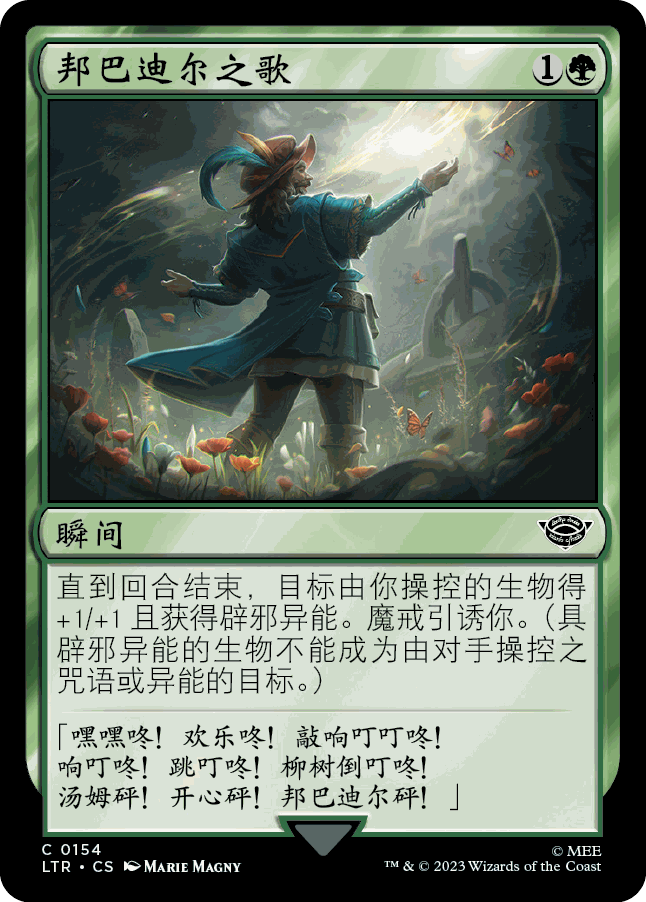 邦巴迪尔之歌 1
瞬间
直到回合结束，目标由你操控的生物得
+1/+1 且获得辟邪异能。魔戒引诱你。（具
辟邪异能的生物不能成为由对手操控之
咒语或异能的目标。）
「嘿嘿咚！欢乐咚！敲响叮叮咚！
响叮咚！跳叮咚！柳树倒叮咚！
汤姆砰！开心砰！邦巴迪尔砰！」
C 0154
LTR • CS Marie Magny
© MEE
™ & © 2023 Wizards of the Coast